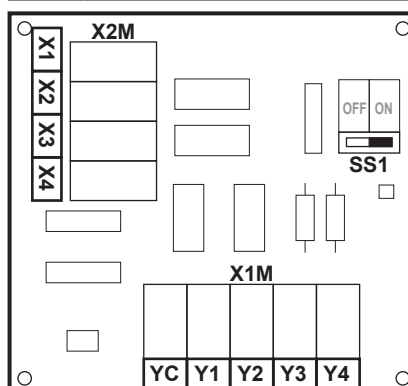 X2M
X1
X2
X3
X4
OFF ON
SS1
X1M
YC Y1 Y2 Y3 Y4